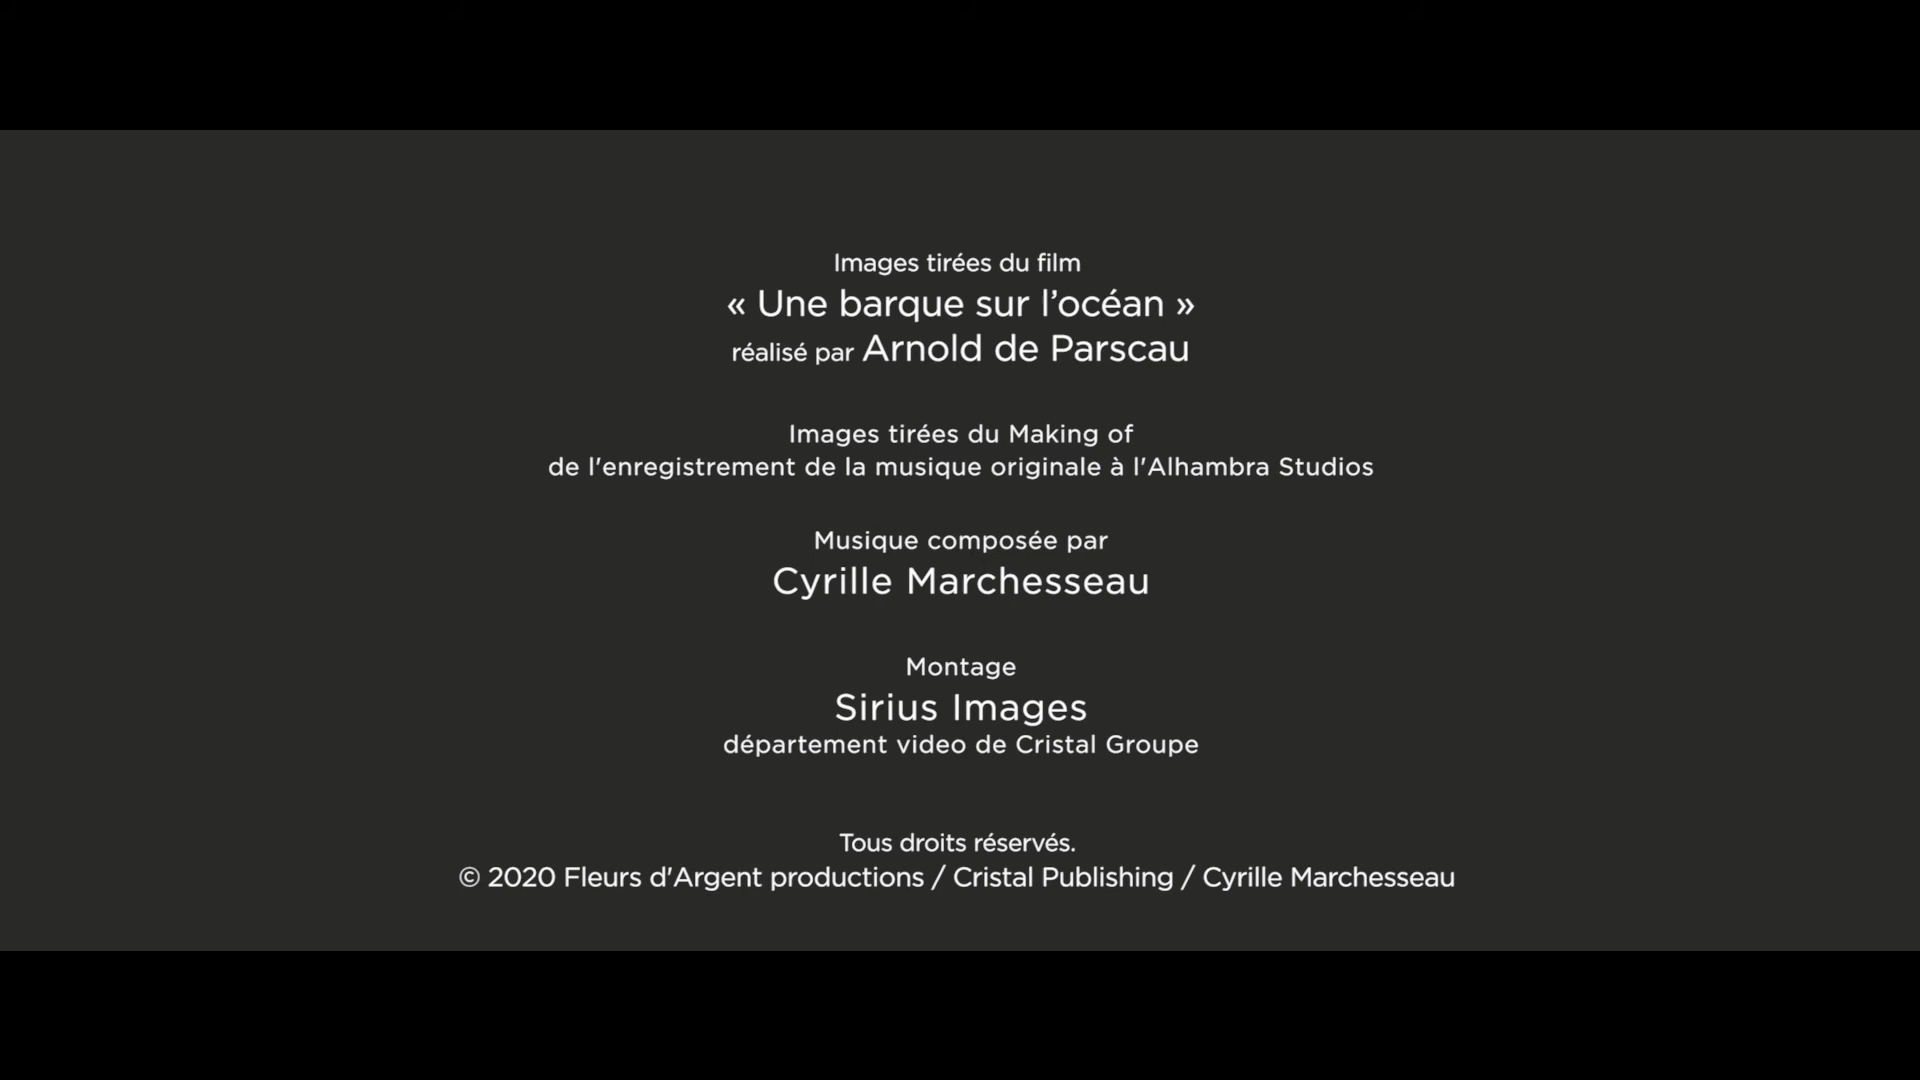 Images tirées du film
« Une barque sur l’océan »
réalisé par Arnold de Parscau
Images tirées du Making of
de l'enregistrement de la musique originale à l'Alhambra Studios
Musique composée par
Cyrille Marchesseau
Montage
Sirius Images
département video de Cristal Groupe
Tous droits réservés.
© 2020 Fleurs d'Argent productions / Cristal Publishing / Cyrille Marchesseau